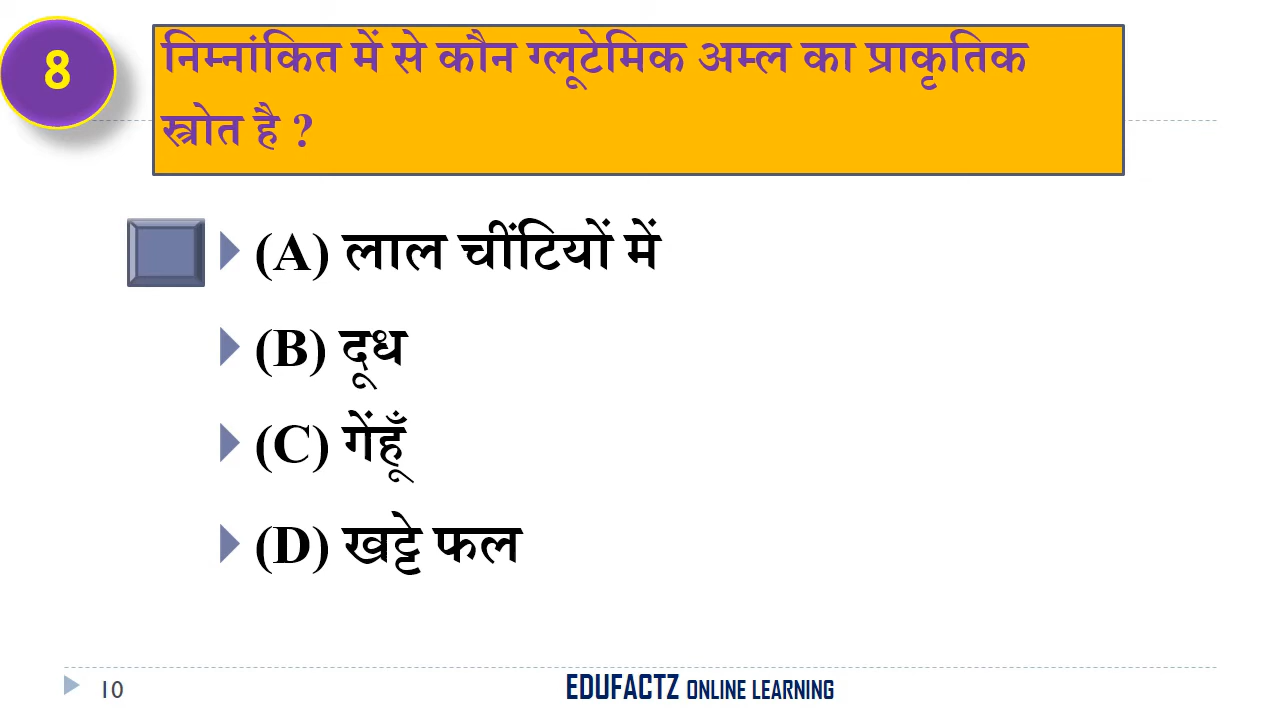 8
निम्नांकित में से कौन ग्लूटेमिक अम्ल का प्राकृतिक
स्त्रोत है ?
(A) लाल चींटियों में
(B) दूध
(C) गेंहूँ
(D) खट्टे फल
10
EDUFACTZ ONLINE LEARNING